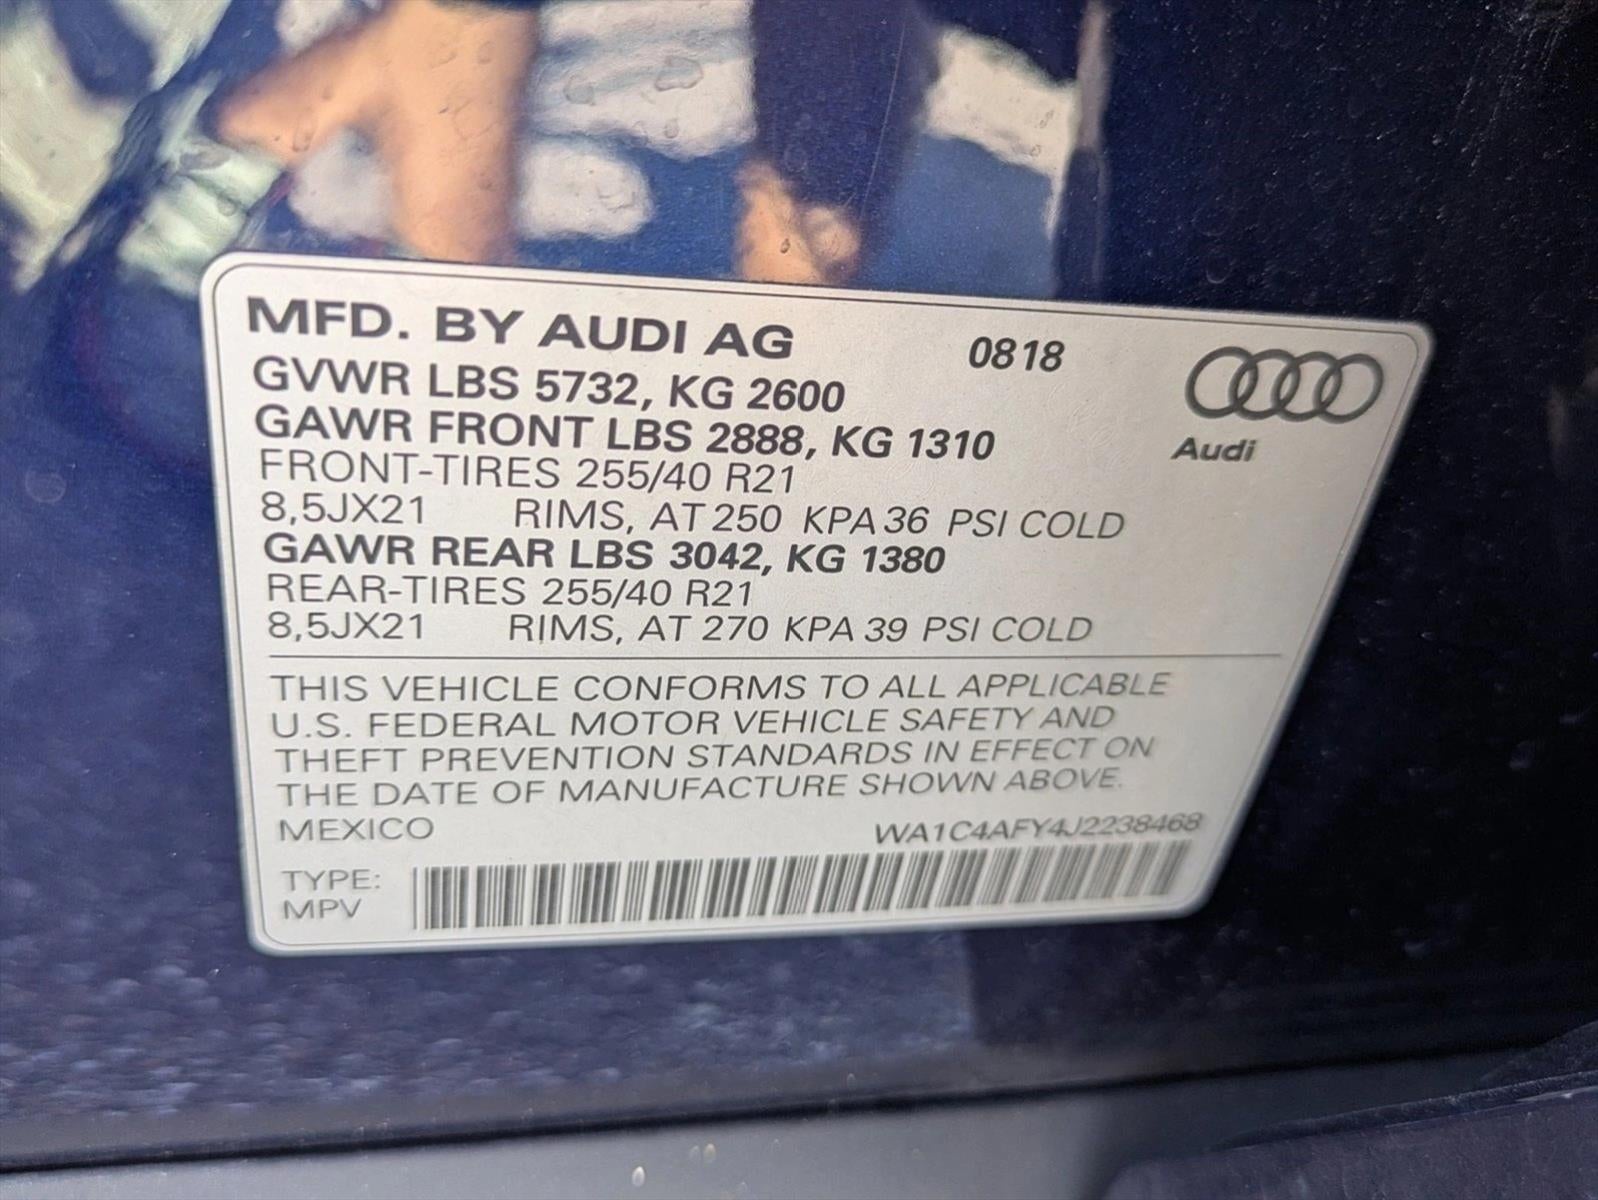 MFD. BY AUDI AG 0818
GVWR LBS 5732, KG 2600
GAWR FRONT LBS 2888, KG 1310
Audi
FRONT-TIRES 255/40 R21
8,5JX21 RIMS, AT 250 KPA 36 PSI COLD
GAWR REAR LBS 3042, KG 1380
REAR-TIRES 255/40 R21
8,5JX21 RIMS, AT 270 KPA 39 PSI COLD
THIS VEHICLE CONFORMS TO ALL APPLICABLE
U.S. FEDERAL MOTOR VEHICLE SAFETY AND
THEFT PREVENTION STANDARDS IN EFFECT ON
THE DATE OF MANUFACTURE SHOWN ABOVE.
MEXICO WA1C4AFY4J2238468
TYPE:
MPV